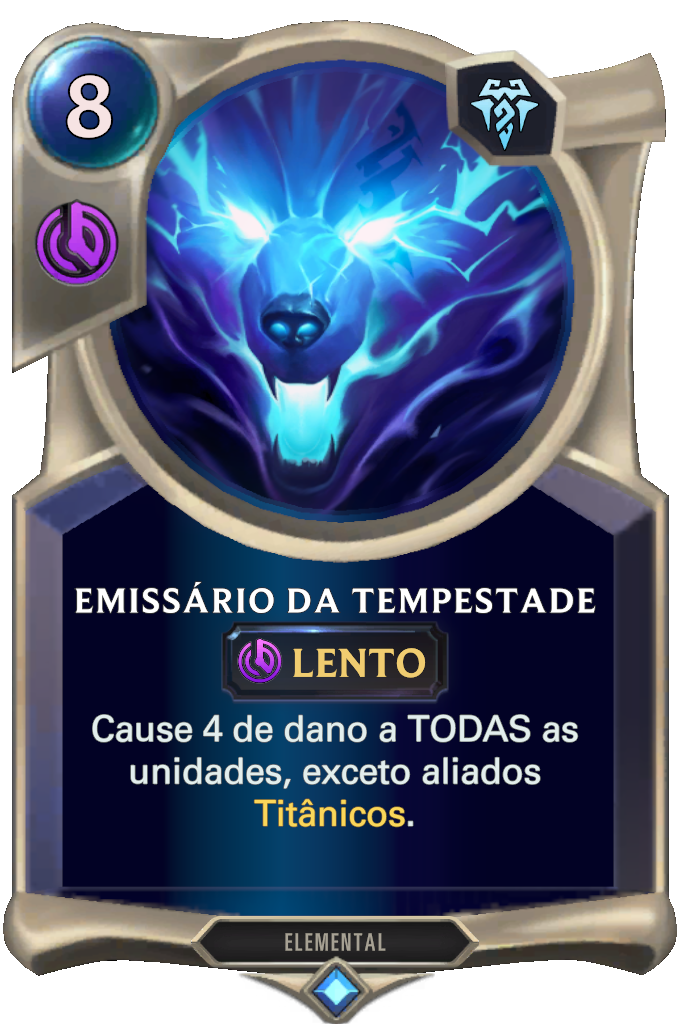 8
EMISSÁRIO DA TEMPESTADE
LENTO
Cause 4 de dano a TODAS as
unidades, exceto aliados
Titânicos.
ELEMENTAL